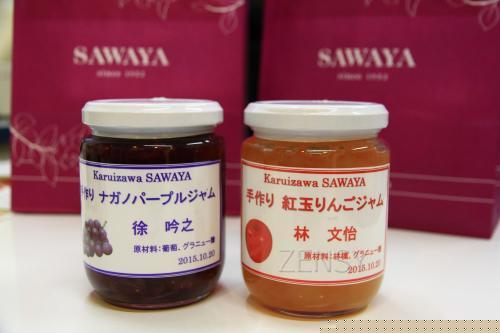 SAWAYA
since 1952
SAWAYA
since 1952
Karuizawa SAWAYA
作り ナガノパープルジャム
徐 吟之
原材料:葡萄、グラニュー糖
2015.10.20
Karuizawa SAWAYA
手作り 紅玉りんごジャム
林 文怡
原材料:林檎、グラニュー糖
2015.10.20
ZENSY